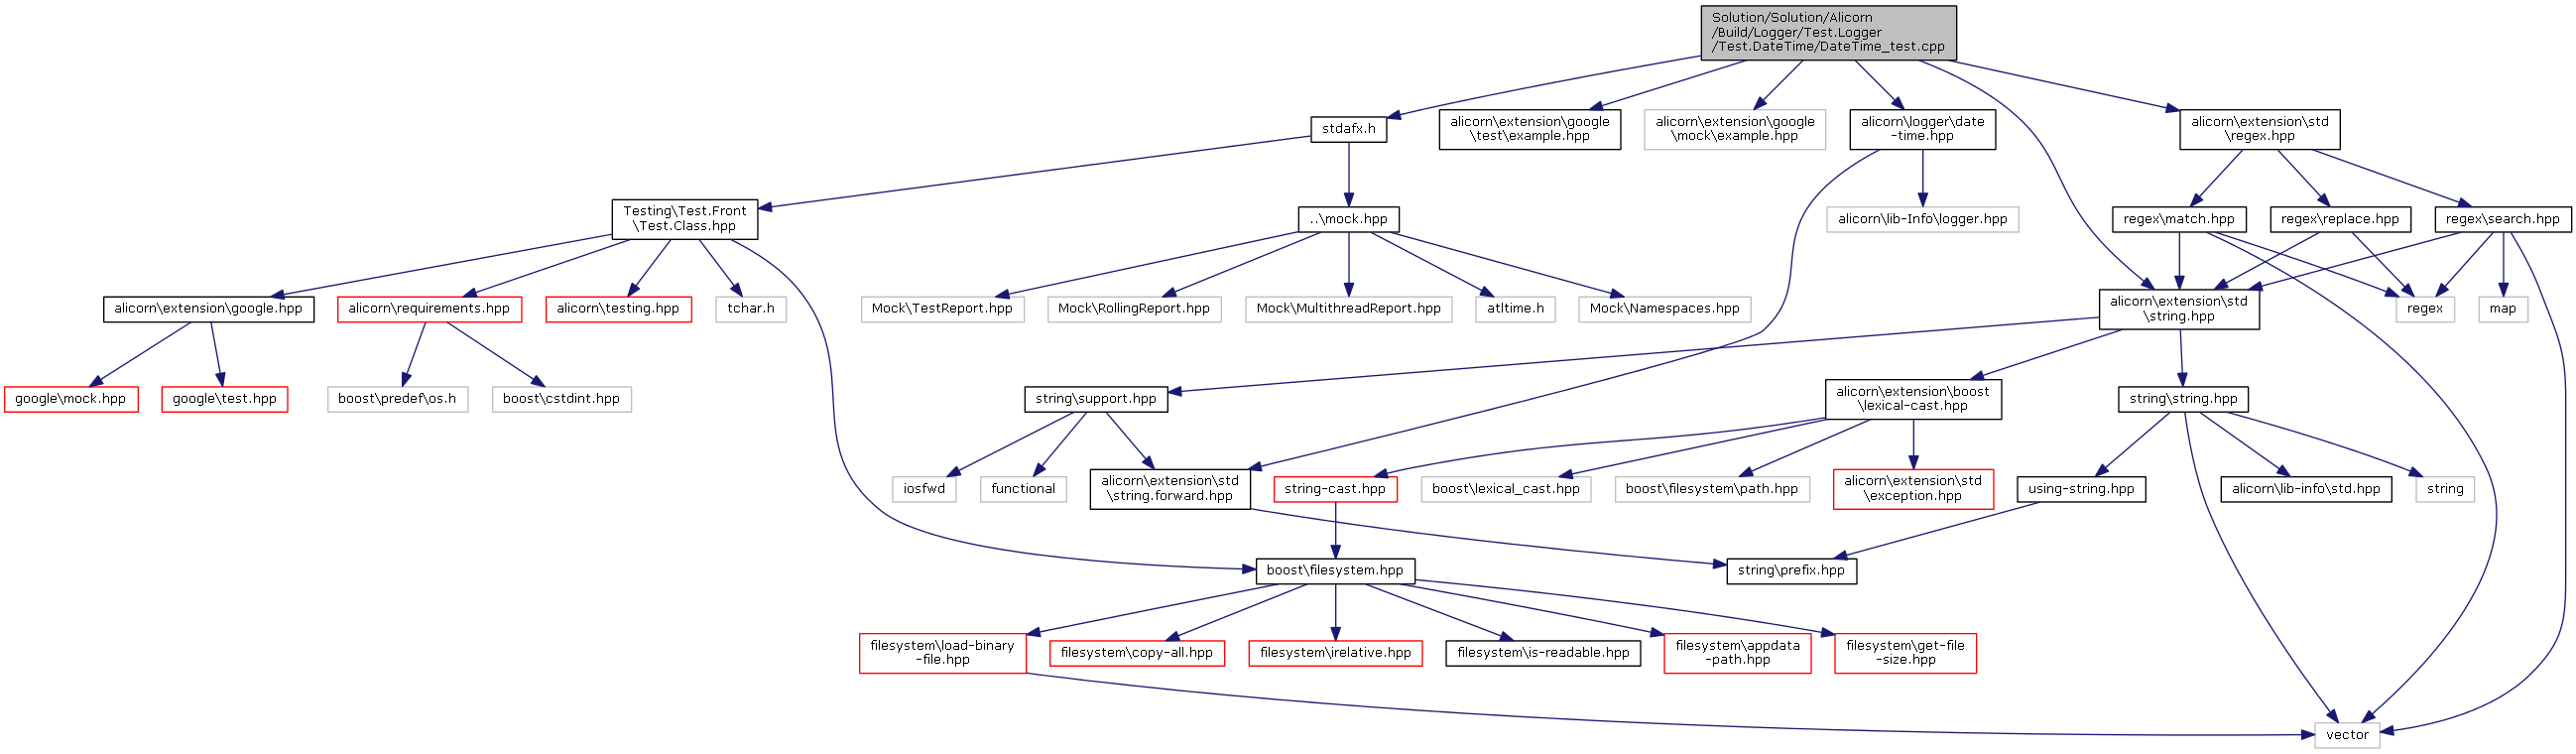 Solution/Solution/Alicorn
/Build/Logger/Test.Logger
/Test.DateTime/DateTime_test.cpp
stdafx.h
alicorn\extension\google
\test\example.hpp
alicorn\extension\google
\mock\example.hpp
alicorn\logger\date
-time.hpp
alicorn\extension\std
\regex.hpp
Testing\Test.Front
\Test.Class.hpp
..\mock.hpp
alicorn\lib-Info\logger.hpp
regex\match.hpp
regex\replace.hpp
regex\search.hpp
alicorn\extension\google.hpp
alicorn\requirements.hpp
alicorn\testing.hpp
tchar.h
Mock\TestReport.hpp
Mock\RollingReport.hpp
Mock\MultithreadReport.hpp
atltime.h
Mock\Namespaces.hpp
alicorn\extension\std
\string.hpp
regex
map
google\mock.hpp
google\test.hpp
boost\predef\os.h
boost\cstdint.hpp
string\support.hpp
alicorn\extension\boost
\lexical-cast.hpp
string\string.hpp
iosfwd
functional
alicorn\extension\std
\string.forward.hpp
string-cast.hpp
boost\lexical_cast.hpp
boost\filesystem\path.hpp
alicorn\extension\std
\exception.hpp
using-string.hpp
alicorn\lib-info\std.hpp
string
boost\filesystem.hpp
string\prefix.hpp
filesystem\load-binary
-file.hpp
filesystem\copy-all.hpp
filesystem\irelative.hpp
filesystem\is-readable.hpp
filesystem\appdata
-path.hpp
filesystem\get-file
-size.hpp
vector